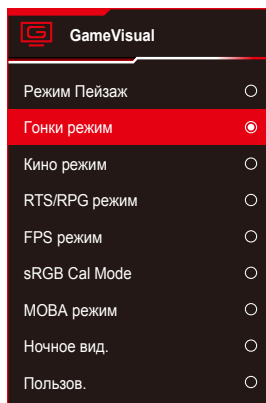 GameVisual
Режим Пейзаж
Гонки режим
Кино режим
RTS/RPG режим
FPS режим
sRGB Cal Mode
MOBA режим
Ночное вид.
Пользов.